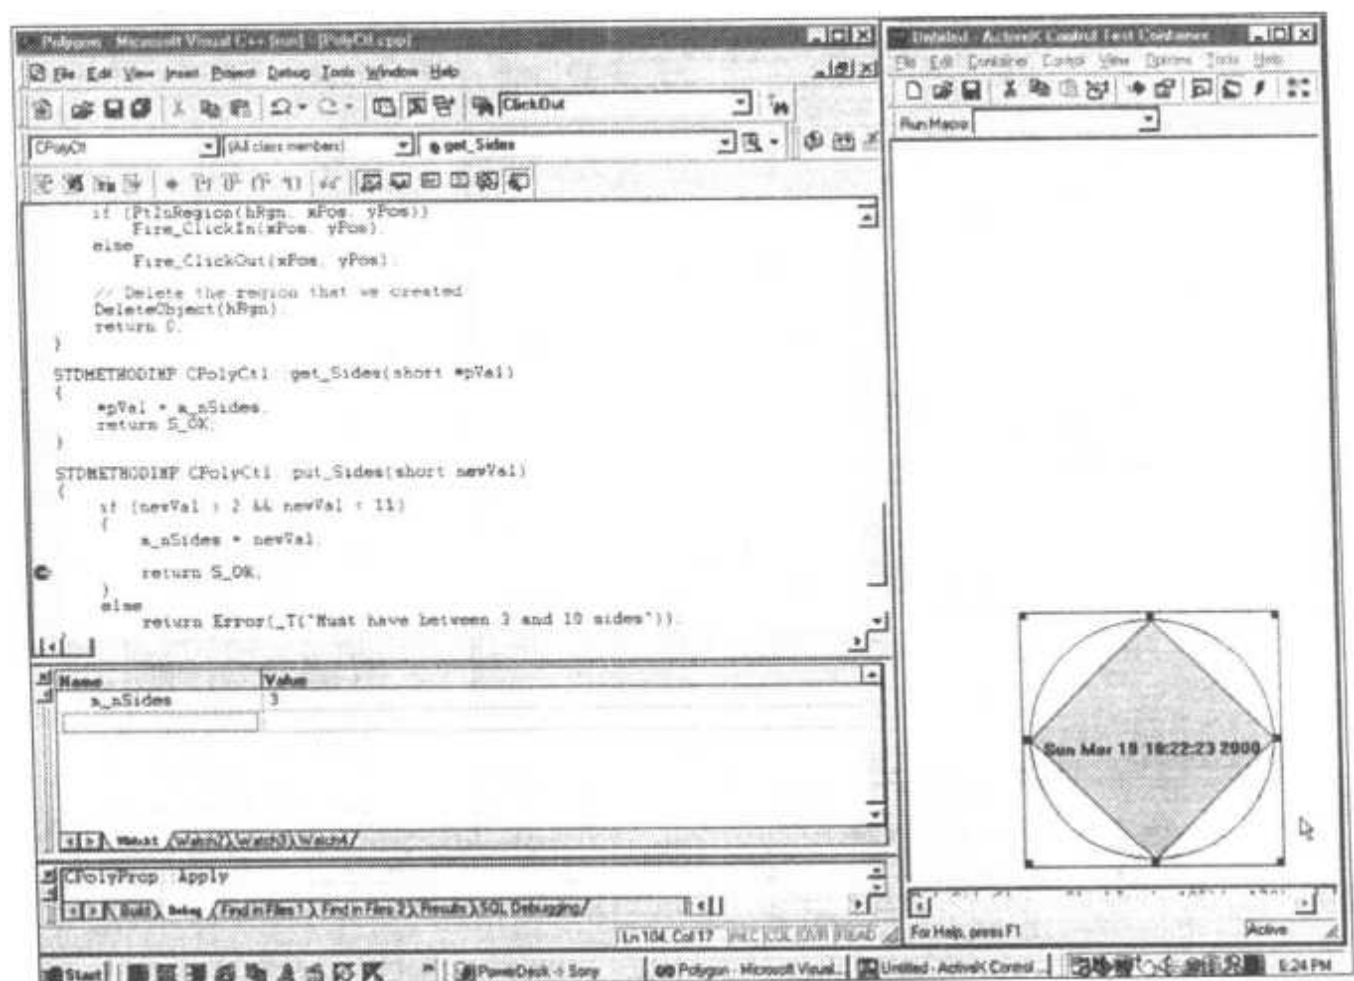 Polygon - Microsoft Visual C++ [run] - [PolyCtl.cpp]
File Edit View Insert Project Debug Tools Window Help
ClickOut
CPolyCtl (All class members) get_Sides
if (PtInRegion(hRgn, xPos, yPos))
Fire_ClickIn(xPos, yPos);
else
Fire_ClickOut(xPos, yPos);
// Delete the region that we created
DeleteObject(hRgn);
return 0;
}
STDMETHODIMP CPolyCtl::get_Sides(short *pVal)
{
*pVal = m_nSides;
return S_OK;
}
STDMETHODIMP CPolyCtl::put_Sides(short newVal)
{
if (newVal > 2 && newVal < 11)
{
m_nSides = newVal;
return S_OK;
}
else
return Error(_T("Must have between 3 and 10 sides"));
Name Value
m_nSides 3
Watch1 Watch2 Watch3 Watch4
CPolyProp::Apply
Build Debug Find in Files 1 Find in Files 2 Results SQL Debugging
Ln 104, Col 17 REC COL OVR READ
Untitled - ActiveX Control Test Container
File Edit Container Control View Options Tools Help
Run Macro
Sun Mar 19 18:22:23 2000
For Help, press F1 Active
Start PowerDesk -> Sony Polygon - Microsoft Visual... Untitled - ActiveX Control ... 6:24 PM